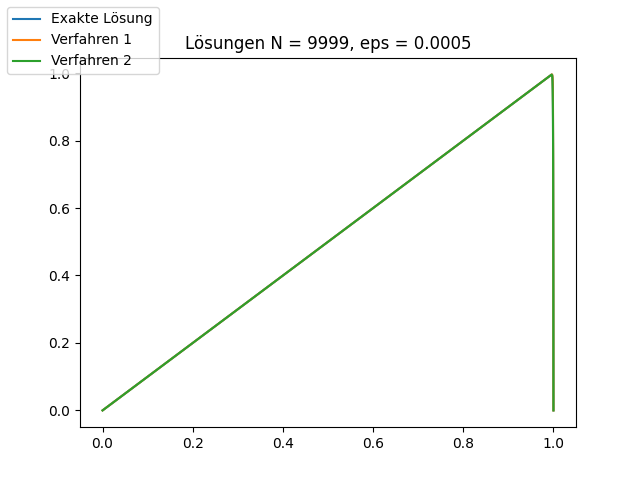 Exakte Lösung
Verfahren 1
Verfahren 2
Lösungen N = 9999, eps = 0.0005
1.0
0.8
0.6
0.4
0.2
0.0
0.0 0.2 0.4 0.6 0.8 1.0